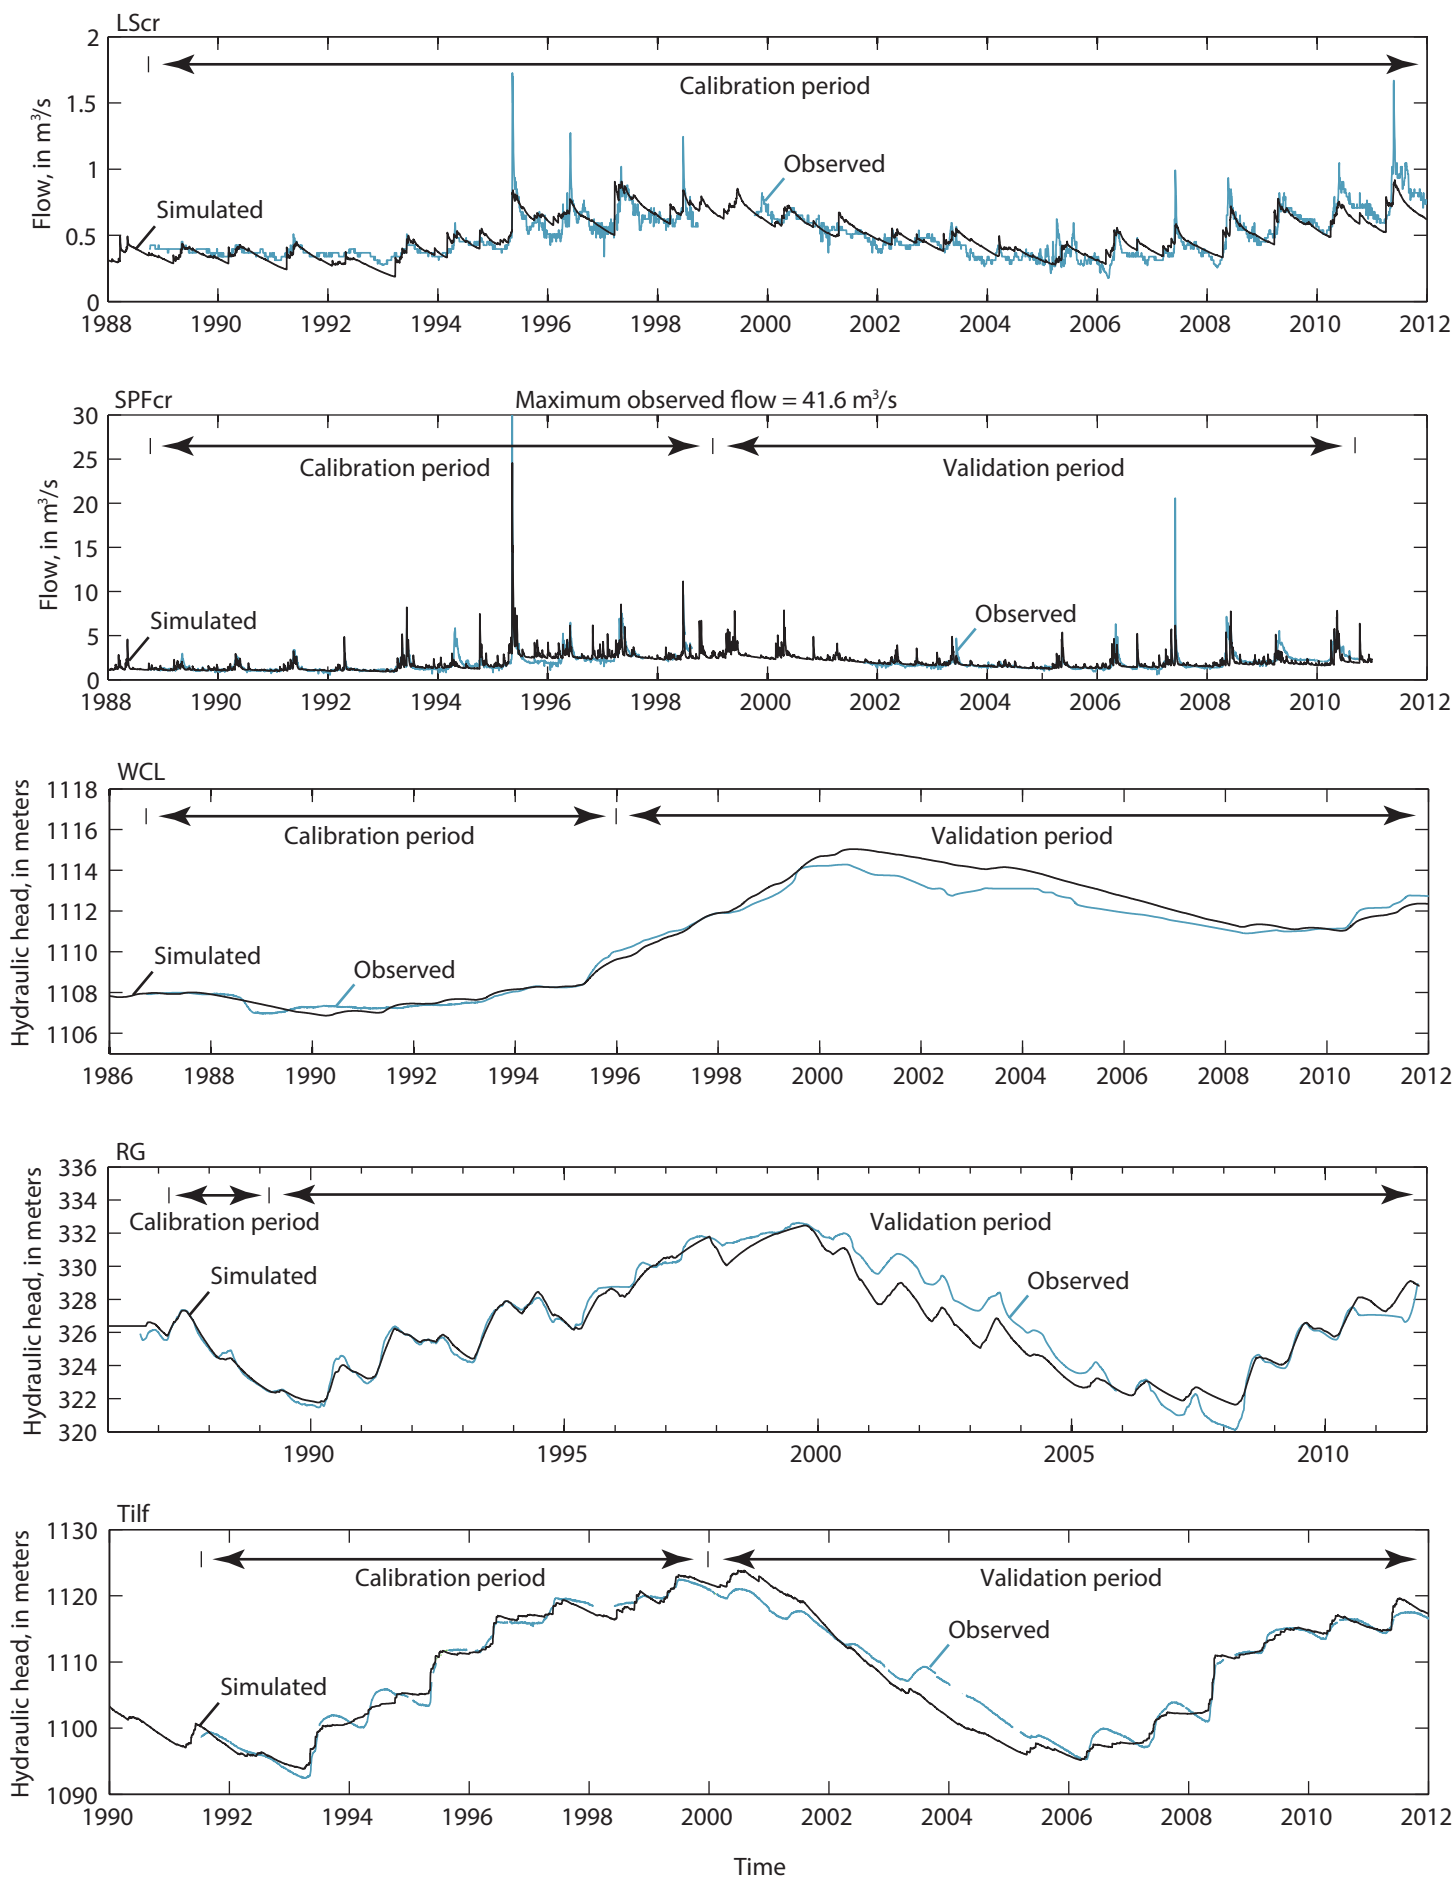 LScr
2
Calibration period
1.5
Flow, in m³/s
Observed
1
Simulated
0.5
0
1988 1990 1992 1994 1996 1998 2000 2002 2004 2006 2008 2010 2012
SPFcr
Maximum observed flow = 41.6 m³/s
30
25
Calibration period
Validation period
20
Flow, in m³/s
15
10
Simulated
Observed
5
0
1988 1990 1992 1994 1996 1998 2000 2002 2004 2006 2008 2010 2012
WCL
1118
1116
Calibration period
Validation period
Hydraulic head, in meters
1114
1112
1110
Simulated
Observed
1108
1106
1986 1988 1990 1992 1994 1996 1998 2000 2002 2004 2006 2008 2010 2012
RG
336
334
Calibration period
Validation period
332
Hydraulic head, in meters
330
Simulated
Observed
328
326
324
322
320
1990 1995 2000 2005 2010
Tilf
1130
Calibration period
Validation period
1120
Hydraulic head, in meters
Observed
1110
Simulated
1100
1090
1990 1992 1994 1996 1998 2000 2002 2004 2006 2008 2010 2012
Time